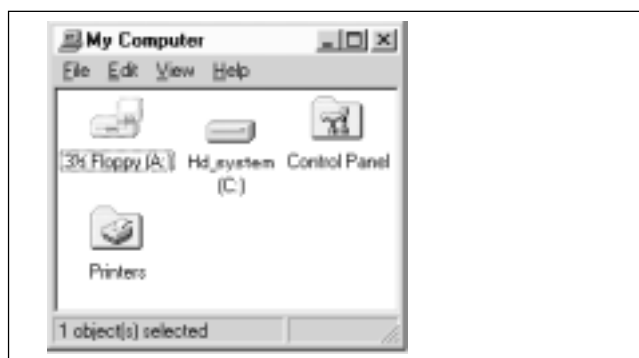 My Computer
File Edit View Help
3½ Floppy (A:) Hd_system (C:) Control Panel
Printers
1 object(s) selected